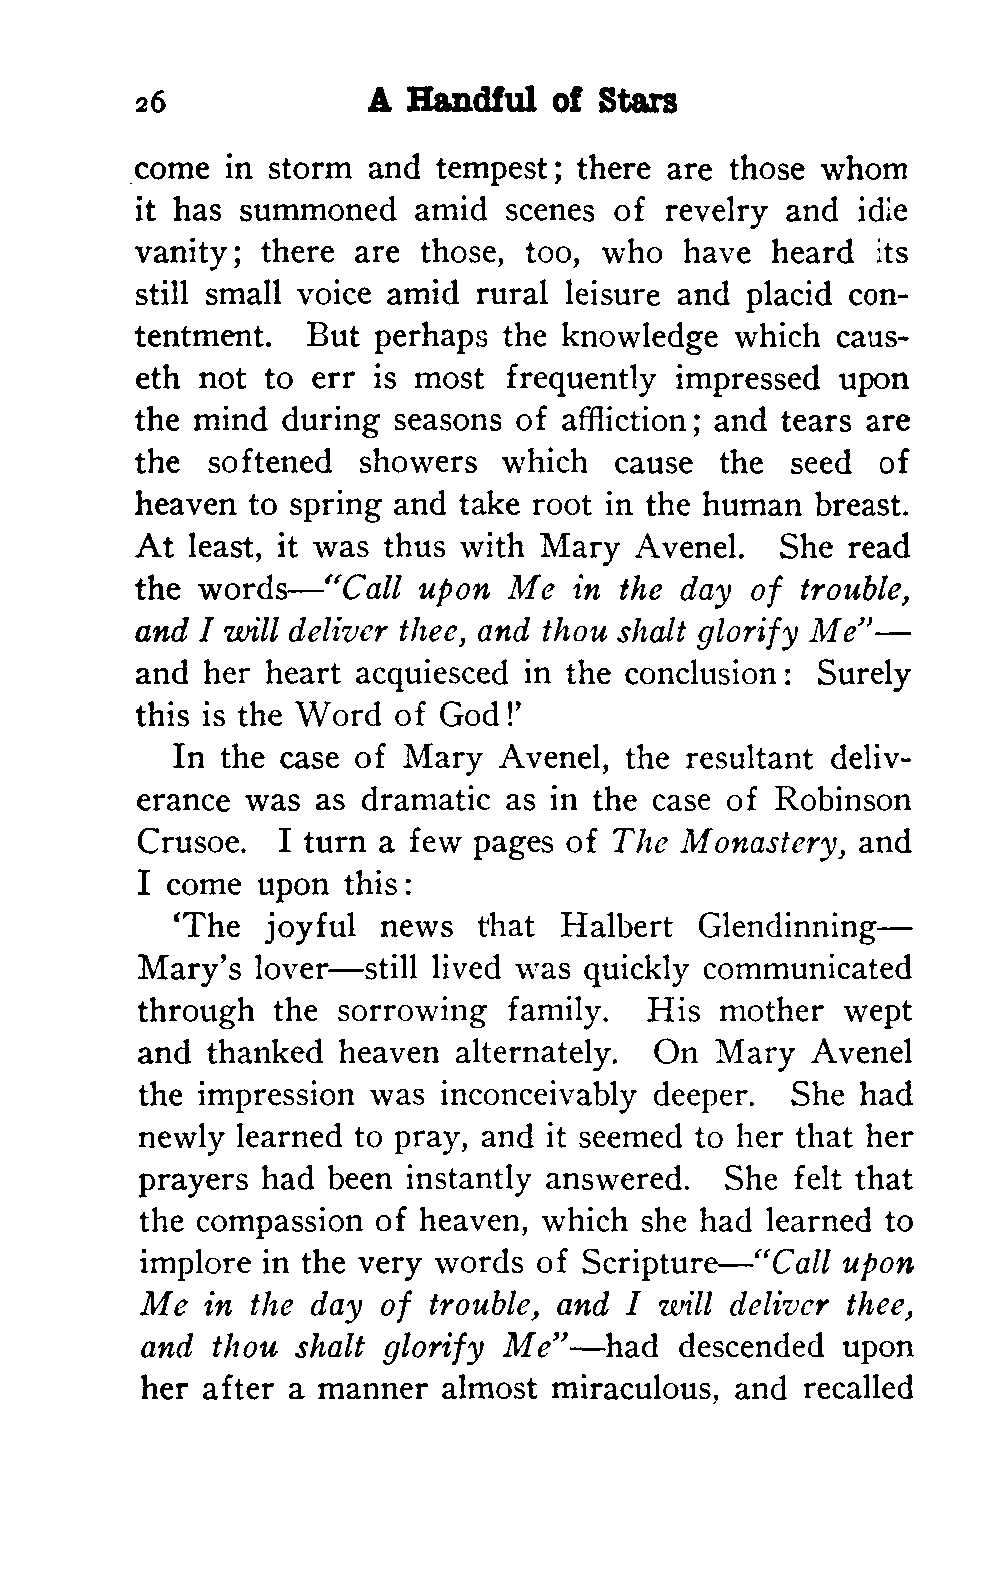 26 A Handful of Stars
come in storm and tempest; there are those whom
it has summoned amid scenes of revelry and idle
vanity; there are those, too, who have heard its
still small voice amid rural leisure and placid con-
tentment. But perhaps the knowledge which caus-
eth not to err is most frequently impressed upon
the mind during seasons of affliction; and tears are
the softened showers which cause the seed of
heaven to spring and take root in the human breast.
At least, it was thus with Mary Avenel. She read
the words—“Call upon Me in the day of trouble,
and I will deliver thee, and thou shalt glorify Me”—
and her heart acquiesced in the conclusion: Surely
this is the Word of God!’
In the case of Mary Avenel, the resultant deliv-
erance was as dramatic as in the case of Robinson
Crusoe. I turn a few pages of The Monastery, and
I come upon this:
‘The joyful news that Halbert Glendinning—
Mary’s lover—still lived was quickly communicated
through the sorrowing family. His mother wept
and thanked heaven alternately. On Mary Avenel
the impression was inconceivably deeper. She had
newly learned to pray, and it seemed to her that her
prayers had been instantly answered. She felt that
the compassion of heaven, which she had learned to
implore in the very words of Scripture—“Call upon
Me in the day of trouble, and I will deliver thee,
and thou shalt glorify Me”—had descended upon
her after a manner almost miraculous, and recalled